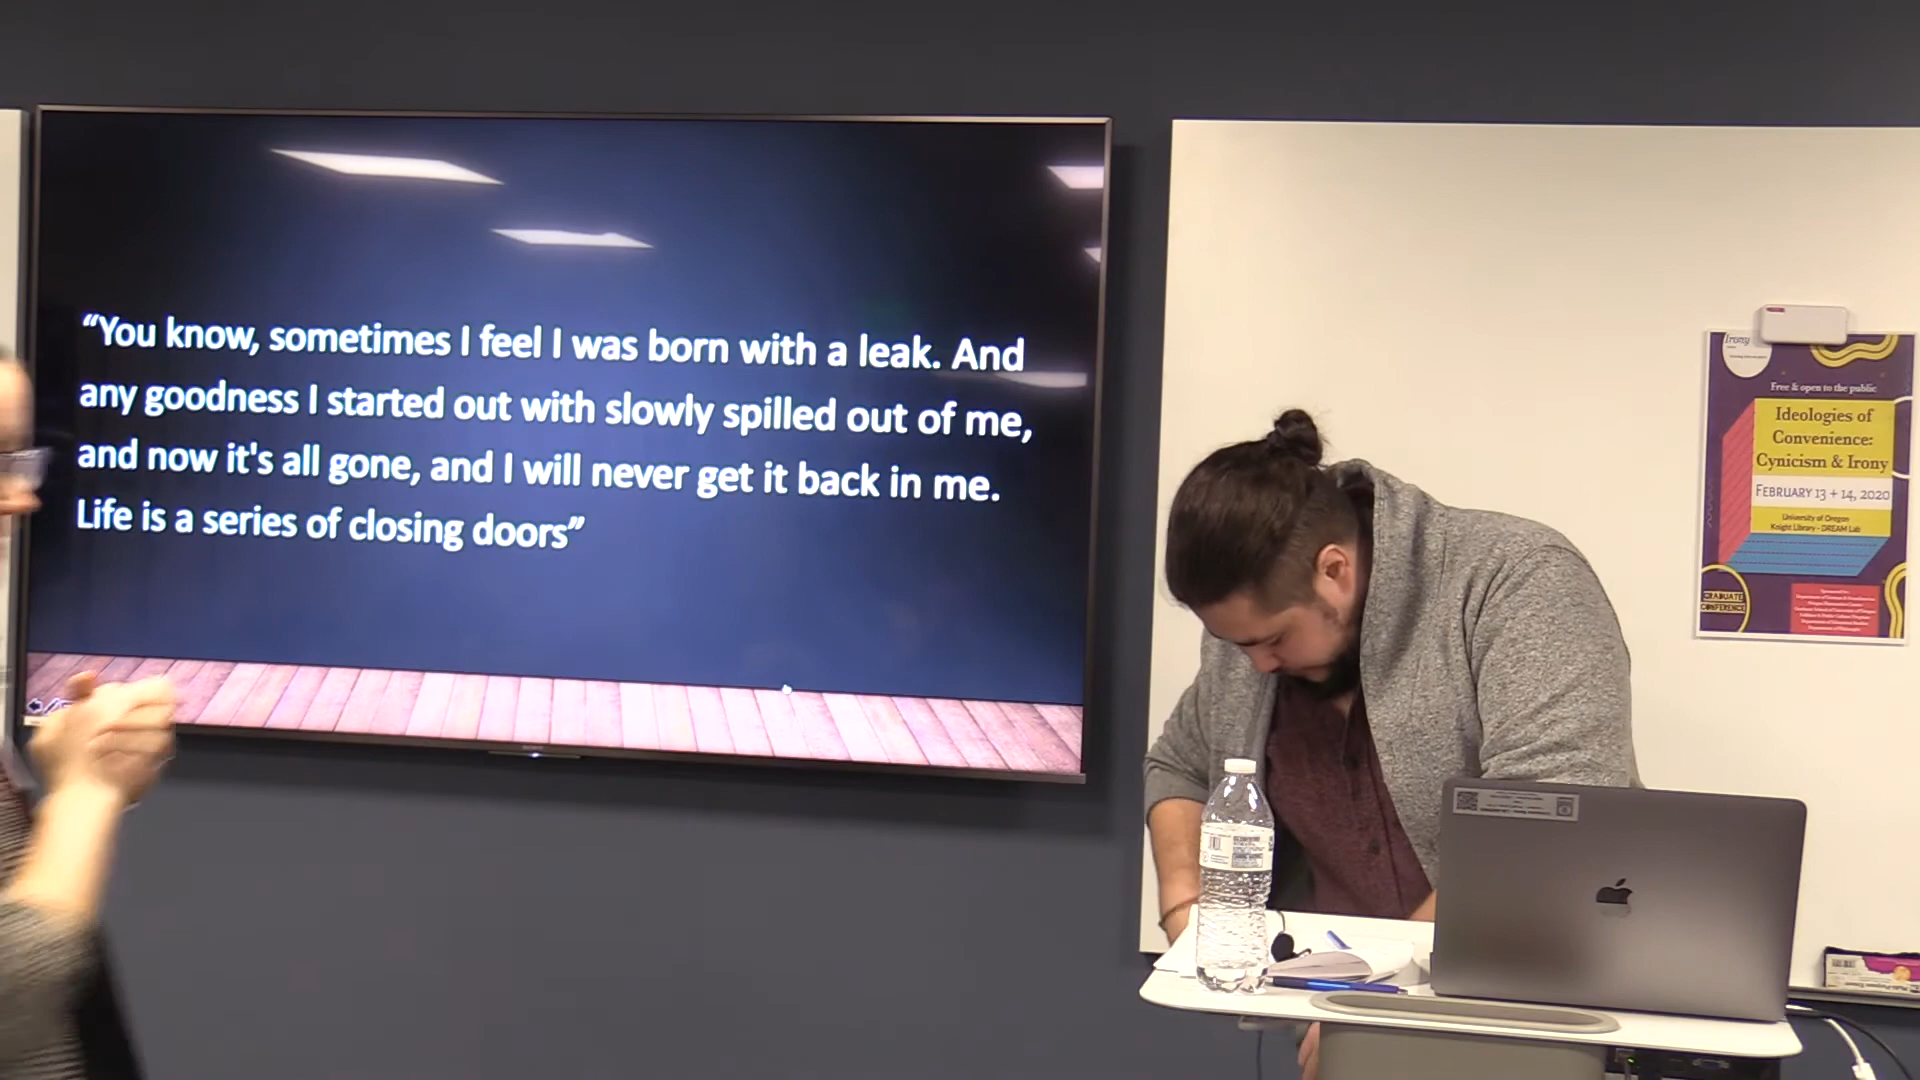 “You know, sometimes I feel I was born with a leak. And
any goodness I started out with slowly spilled out of me,
and now it's all gone, and I will never get it back in me.
Life is a series of closing doors”
Irony
Free & open to the public
Ideologies of
Convenience:
Cynicism & Irony
FEBRUARY 13 + 14, 2020
University of Oregon
Knight Library - DREAM Lab
GRADUATE
CONFERENCE